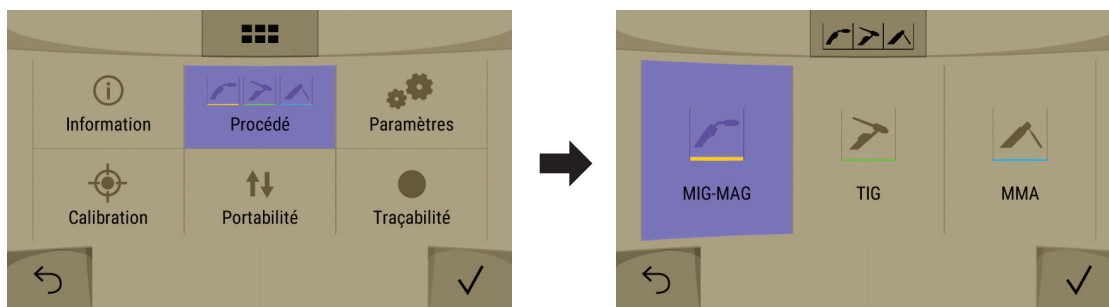 Information
Procédé
Paramètres
Calibration
Portabilité
Traçabilité
MIG-MAG
TIG
MMA